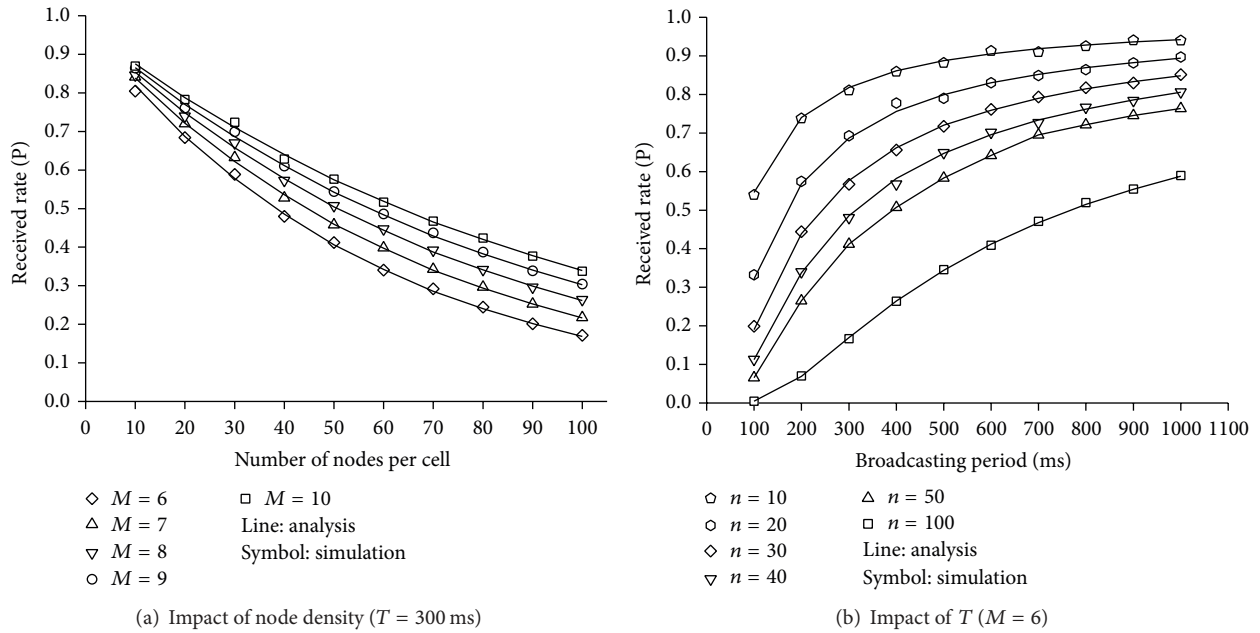 1.0
0.9
0.8
0.7
0.6
0.5
0.4
0.3
0.2
0.1
0.0
Received rate (P)
0 10 20 30 40 50 60 70 80 90 100
Number of nodes per cell
M = 6
M = 7
M = 8
M = 9
M = 10
Line: analysis
Symbol: simulation
(a) Impact of node density (T = 300 ms)
1.0
0.9
0.8
0.7
0.6
0.5
0.4
0.3
0.2
0.1
0.0
Received rate (P)
0 100 200 300 400 500 600 700 800 900 1000 1100
Broadcasting period (ms)
n = 10
n = 20
n = 30
n = 40
n = 50
n = 100
Line: analysis
Symbol: simulation
(b) Impact of T (M = 6)